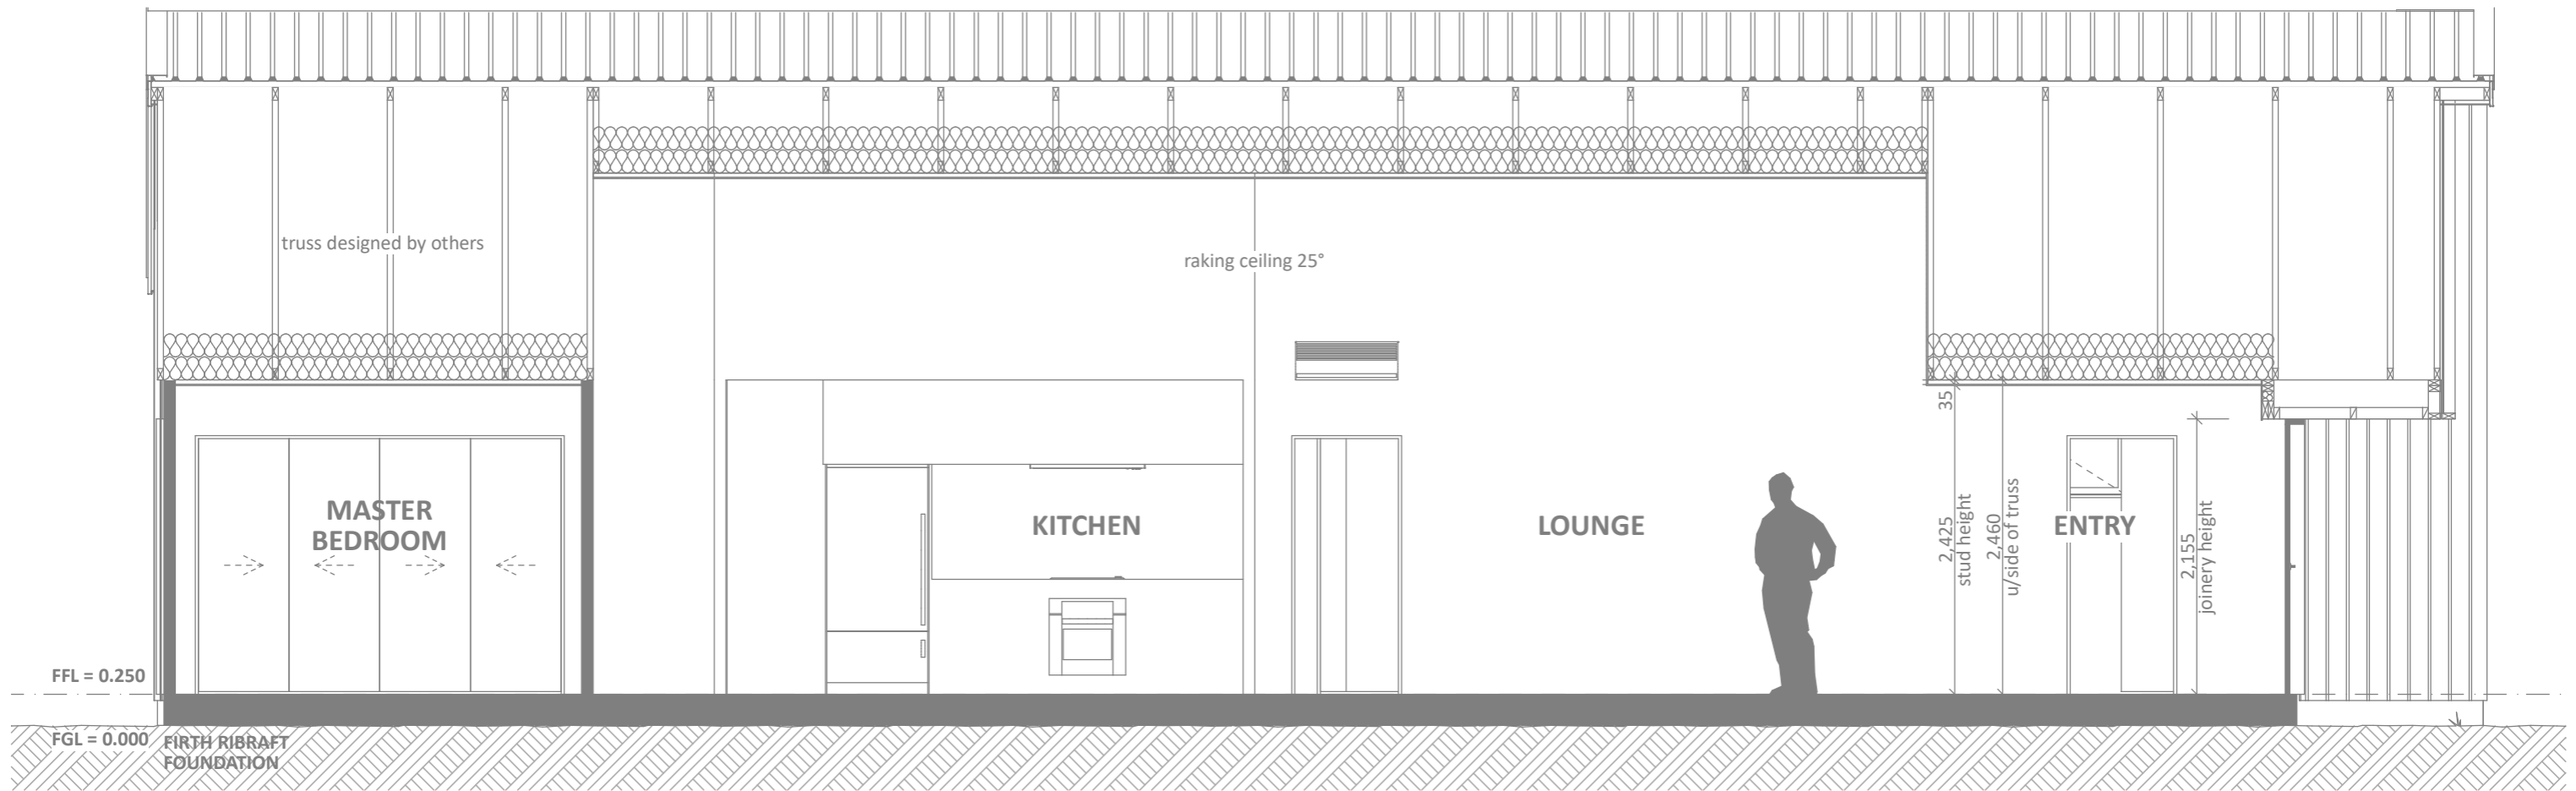 truss designed by others
raking ceiling 25°
MASTER
BEDROOM
KITCHEN
LOUNGE
ENTRY
35
2,425
stud height
2,460
u/side of truss
2,155
joinery height
FFL = 0.250
FGL = 0.000
FIRTH RIBRAFT
FOUNDATION